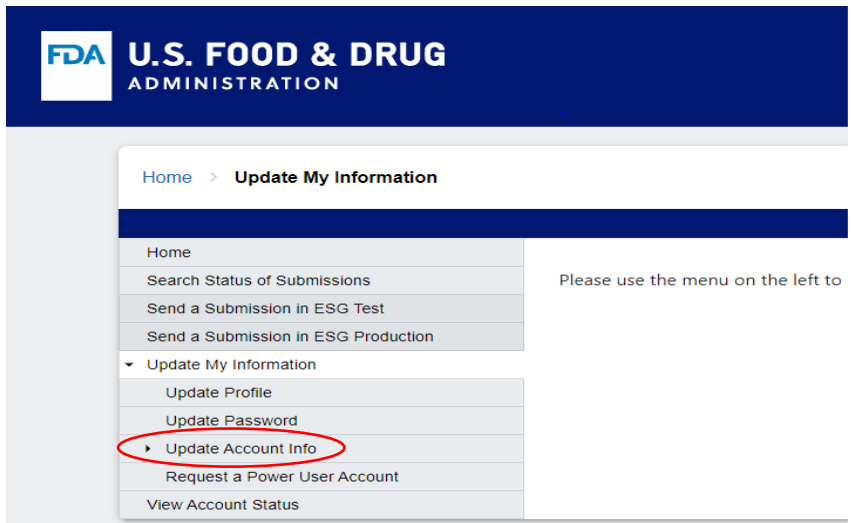 FDA U.S. FOOD & DRUG
ADMINISTRATION
Home > Update My Information
Home
Search Status of Submissions
Please use the menu on the left to
Send a Submission in ESG Test
Send a Submission in ESG Production
Update My Information
Update Profile
Update Password
Update Account Info
Request a Power User Account
View Account Status